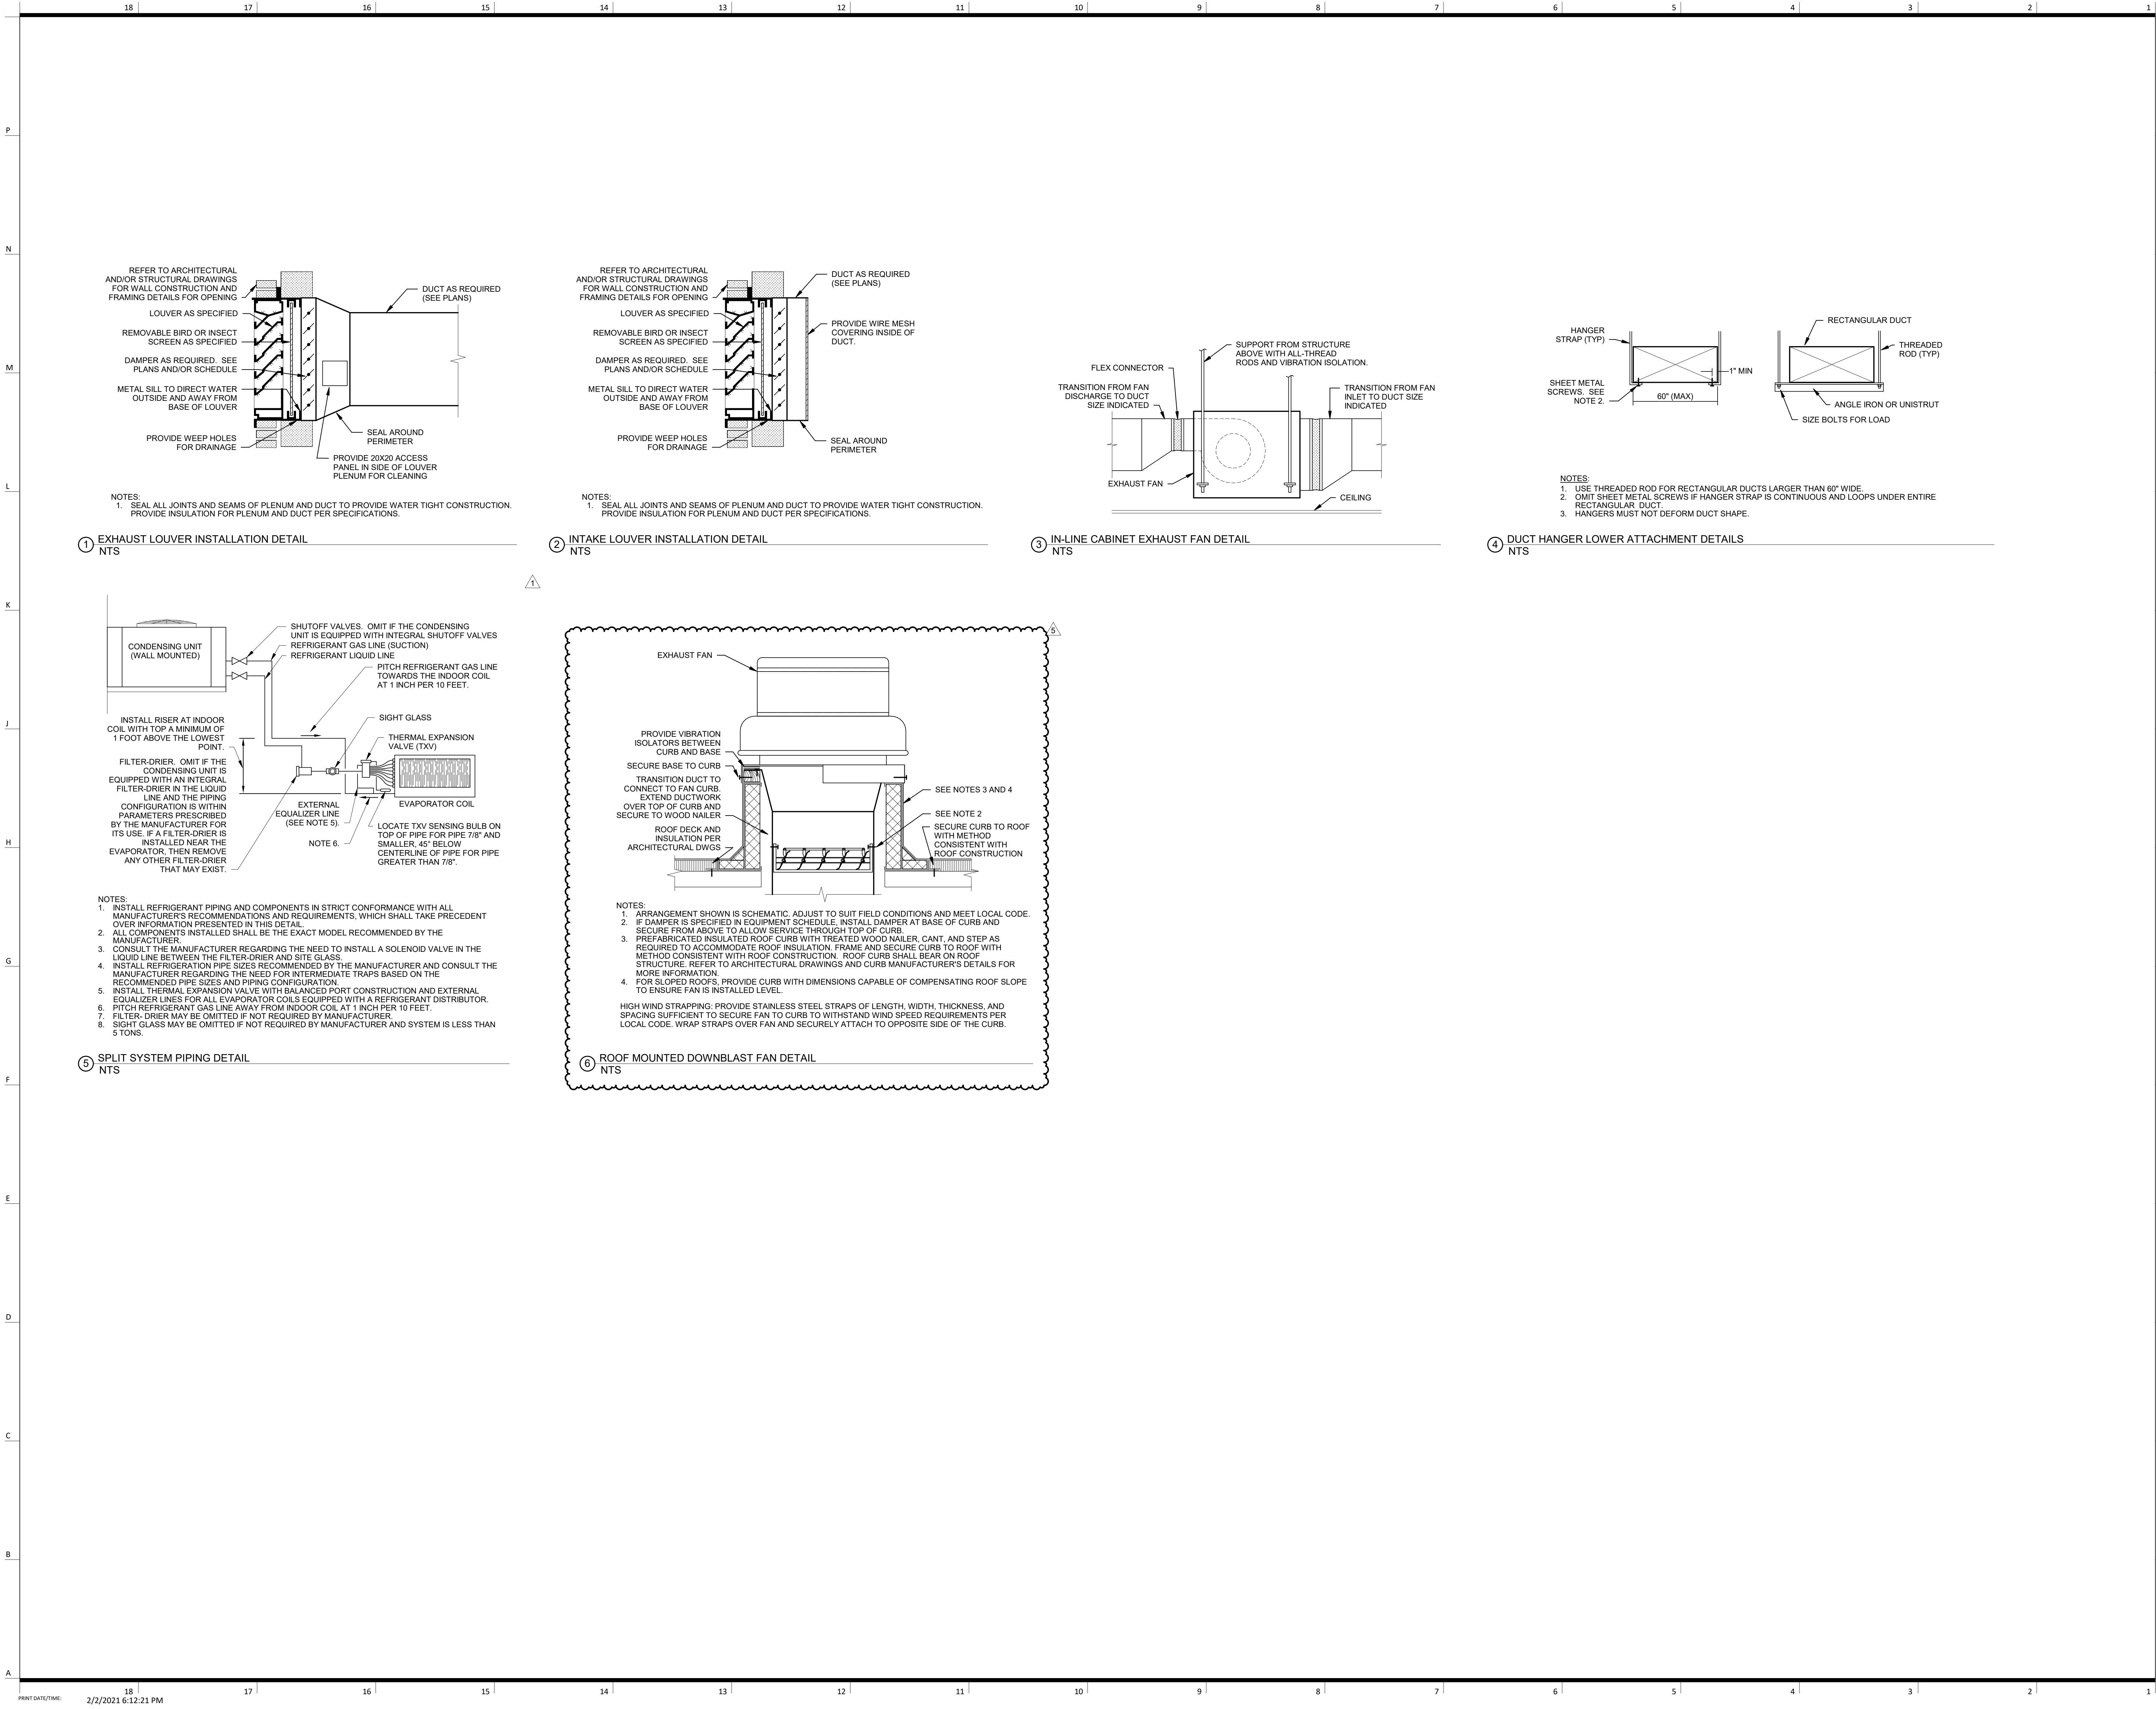 18 17 16 15 14 13 12 11 10 9 8 7 6 5 4 3 2 1
P
N
M
L
K
J
H
G
F
E
D
C
B
A
REFER TO ARCHITECTURAL
AND/OR STRUCTURAL DRAWINGS
FOR WALL CONSTRUCTION AND
FRAMING DETAILS FOR OPENING
LOUVER AS SPECIFIED
REMOVABLE BIRD OR INSECT
SCREEN AS SPECIFIED
DAMPER AS REQUIRED. SEE
PLANS AND/OR SCHEDULE
METAL SILL TO DIRECT WATER
OUTSIDE AND AWAY FROM
BASE OF LOUVER
PROVIDE WEEP HOLES
FOR DRAINAGE
DUCT AS REQUIRED
(SEE PLANS)
SEAL AROUND
PERIMETER
PROVIDE 20X20 ACCESS
PANEL IN SIDE OF LOUVER
PLENUM FOR CLEANING
NOTES:
1. SEAL ALL JOINTS AND SEAMS OF PLENUM AND DUCT TO PROVIDE WATER TIGHT CONSTRUCTION.
PROVIDE INSULATION FOR PLENUM AND DUCT PER SPECIFICATIONS.
1 EXHAUST LOUVER INSTALLATION DETAIL
NTS
REFER TO ARCHITECTURAL
AND/OR STRUCTURAL DRAWINGS
FOR WALL CONSTRUCTION AND
FRAMING DETAILS FOR OPENING
LOUVER AS SPECIFIED
REMOVABLE BIRD OR INSECT
SCREEN AS SPECIFIED
DAMPER AS REQUIRED. SEE
PLANS AND/OR SCHEDULE
METAL SILL TO DIRECT WATER
OUTSIDE AND AWAY FROM
BASE OF LOUVER
PROVIDE WEEP HOLES
FOR DRAINAGE
DUCT AS REQUIRED
(SEE PLANS)
PROVIDE WIRE MESH
COVERING INSIDE OF
DUCT.
SEAL AROUND
PERIMETER
NOTES:
1. SEAL ALL JOINTS AND SEAMS OF PLENUM AND DUCT TO PROVIDE WATER TIGHT CONSTRUCTION.
PROVIDE INSULATION FOR PLENUM AND DUCT PER SPECIFICATIONS.
2 INTAKE LOUVER INSTALLATION DETAIL
NTS
SUPPORT FROM STRUCTURE
ABOVE WITH ALL-THREAD
RODS AND VIBRATION ISOLATION.
FLEX CONNECTOR
TRANSITION FROM FAN
DISCHARGE TO DUCT
SIZE INDICATED
TRANSITION FROM FAN
INLET TO DUCT SIZE
INDICATED
EXHAUST FAN
CEILING
3 IN-LINE CABINET EXHAUST FAN DETAIL
NTS
HANGER
STRAP (TYP)
SHEET METAL
SCREWS. SEE
NOTE 2.
1" MIN
60" (MAX)
RECTANGULAR DUCT
THREADED
ROD (TYP)
ANGLE IRON OR UNISTRUT
SIZE BOLTS FOR LOAD
NOTES:
1. USE THREADED ROD FOR RECTANGULAR DUCTS LARGER THAN 60" WIDE.
2. OMIT SHEET METAL SCREWS IF HANGER STRAP IS CONTINUOUS AND LOOPS UNDER ENTIRE
RECTANGULAR DUCT.
3. HANGERS MUST NOT DEFORM DUCT SHAPE.
4 DUCT HANGER LOWER ATTACHMENT DETAILS
NTS
1
CONDENSING UNIT
(WALL MOUNTED)
SHUTOFF VALVES. OMIT IF THE CONDENSING
UNIT IS EQUIPPED WITH INTEGRAL SHUTOFF VALVES
REFRIGERANT GAS LINE (SUCTION)
REFRIGERANT LIQUID LINE
PITCH REFRIGERANT GAS LINE
TOWARDS THE INDOOR COIL
AT 1 INCH PER 10 FEET.
SIGHT GLASS
THERMAL EXPANSION
VALVE (TXV)
INSTALL RISER AT INDOOR
COIL WITH TOP A MINIMUM OF
1 FOOT ABOVE THE LOWEST
POINT.
FILTER-DRIER. OMIT IF THE
CONDENSING UNIT IS
EQUIPPED WITH AN INTEGRAL
FILTER-DRIER IN THE LIQUID
LINE AND THE PIPING
CONFIGURATION IS WITHIN
PARAMETERS PRESCRIBED
BY THE MANUFACTURER FOR
ITS USE. IF A FILTER-DRIER IS
INSTALLED NEAR THE
EVAPORATOR, THEN REMOVE
ANY OTHER FILTER-DRIER
THAT MAY EXIST.
EVAPORATOR COIL
EXTERNAL
EQUALIZER LINE
(SEE NOTE 5).
NOTE 6.
LOCATE TXV SENSING BULB ON
TOP OF PIPE FOR PIPE 7/8" AND
SMALLER, 45° BELOW
CENTERLINE OF PIPE FOR PIPE
GREATER THAN 7/8".
NOTES:
1. INSTALL REFRIGERANT PIPING AND COMPONENTS IN STRICT CONFORMANCE WITH ALL
MANUFACTURER'S RECOMMENDATIONS AND REQUIREMENTS, WHICH SHALL TAKE PRECEDENT
OVER INFORMATION PRESENTED IN THIS DETAIL.
2. ALL COMPONENTS INSTALLED SHALL BE THE EXACT MODEL RECOMMENDED BY THE
MANUFACTURER.
3. CONSULT THE MANUFACTURER REGARDING THE NEED TO INSTALL A SOLENOID VALVE IN THE
LIQUID LINE BETWEEN THE FILTER-DRIER AND SITE GLASS.
4. INSTALL REFRIGERATION PIPE SIZES RECOMMENDED BY THE MANUFACTURER AND CONSULT THE
MANUFACTURER REGARDING THE NEED FOR INTERMEDIATE TRAPS BASED ON THE
RECOMMENDED PIPE SIZES AND PIPING CONFIGURATION.
5. INSTALL THERMAL EXPANSION VALVE WITH BALANCED PORT CONSTRUCTION AND EXTERNAL
EQUALIZER LINES FOR ALL EVAPORATOR COILS EQUIPPED WITH A REFRIGERANT DISTRIBUTOR.
6. PITCH REFRIGERANT GAS LINE AWAY FROM INDOOR COIL AT 1 INCH PER 10 FEET.
7. FILTER- DRIER MAY BE OMITTED IF NOT REQUIRED BY MANUFACTURER.
8. SIGHT GLASS MAY BE OMITTED IF NOT REQUIRED BY MANUFACTURER AND SYSTEM IS LESS THAN
5 TONS.
5 SPLIT SYSTEM PIPING DETAIL
NTS
5
EXHAUST FAN
PROVIDE VIBRATION
ISOLATORS BETWEEN
CURB AND BASE
SECURE BASE TO CURB
TRANSITION DUCT TO
CONNECT TO FAN CURB.
EXTEND DUCTWORK
OVER TOP OF CURB AND
SECURE TO WOOD NAILER
ROOF DECK AND
INSULATION PER
ARCHITECTURAL DWGS
SEE NOTES 3 AND 4
SEE NOTE 2
SECURE CURB TO ROOF
WITH METHOD
CONSISTENT WITH
ROOF CONSTRUCTION
NOTES:
1. ARRANGEMENT SHOWN IS SCHEMATIC. ADJUST TO SUIT FIELD CONDITIONS AND MEET LOCAL CODE.
2. IF DAMPER IS SPECIFIED IN EQUIPMENT SCHEDULE, INSTALL DAMPER AT BASE OF CURB AND
SECURE FROM ABOVE TO ALLOW SERVICE THROUGH TOP OF CURB.
3. PREFABRICATED INSULATED ROOF CURB WITH TREATED WOOD NAILER, CANT, AND STEP AS
REQUIRED TO ACCOMMODATE ROOF INSULATION. FRAME AND SECURE CURB TO ROOF WITH
METHOD CONSISTENT WITH ROOF CONSTRUCTION. ROOF CURB SHALL BEAR ON ROOF
STRUCTURE. REFER TO ARCHITECTURAL DRAWINGS AND CURB MANUFACTURER'S DETAILS FOR
MORE INFORMATION.
4. FOR SLOPED ROOFS, PROVIDE CURB WITH DIMENSIONS CAPABLE OF COMPENSATING ROOF SLOPE
TO ENSURE FAN IS INSTALLED LEVEL.
HIGH WIND STRAPPING: PROVIDE STAINLESS STEEL STRAPS OF LENGTH, WIDTH, THICKNESS, AND
SPACING SUFFICIENT TO SECURE FAN TO CURB TO WITHSTAND WIND SPEED REQUIREMENTS PER
LOCAL CODE. WRAP STRAPS OVER FAN AND SECURELY ATTACH TO OPPOSITE SIDE OF THE CURB.
6 ROOF MOUNTED DOWNBLAST FAN DETAIL
NTS
18 17 16 15 14 13 12 11 10 9 8 7 6 5 4 3 2 1
PRINT DATE/TIME: 2/2/2021 6:12:21 PM